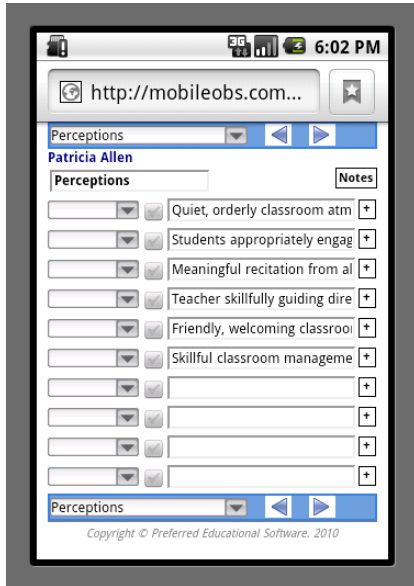 3G 6:02 PM
http://mobileobs.com...
Perceptions
Patricia Allen
Perceptions Notes
Quiet, orderly classroom atm +
Students appropriately engag +
Meaningful recitation from al +
Teacher skillfully guiding dire +
Friendly, welcoming classroo +
Skillful classroom manageme +
+
+
+
+
Perceptions
Copyright © Preferred Educational Software. 2010